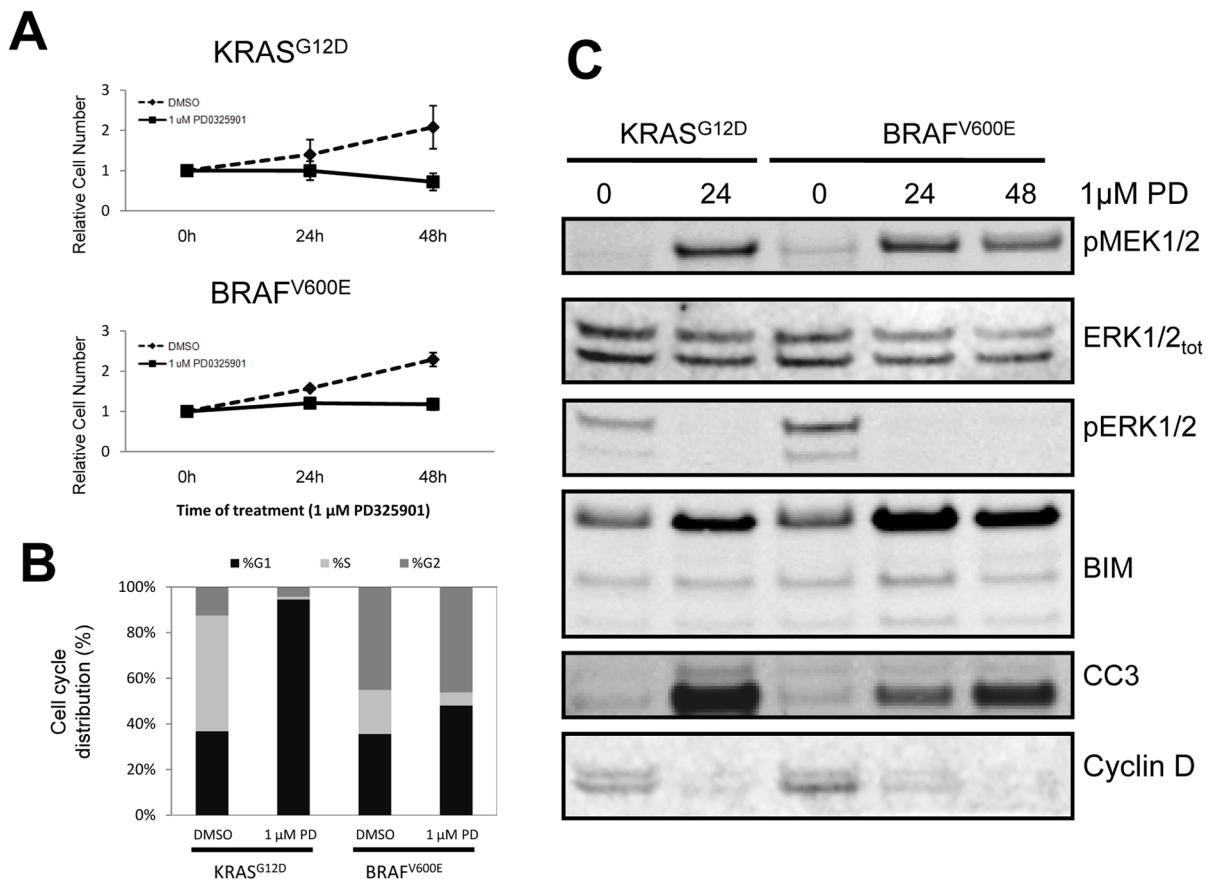 A
KRASG12D
Relative Cell Number
3
2
1
0
DMSO
1 uM PD0325901
0h 24h 48h
BRAFV600E
Relative Cell Number
3
2
1
0
DMSO
1 uM PD0325901
0h 24h 48h
Time of treatment (1 µM PD325901)
B
%G1 %S %G2
Cell cycle
distribution (%)
100%
80%
60%
40%
20%
0%
DMSO 1 µM PD DMSO 1 µM PD
KRASG12D BRAFV600E
C
KRASG12D BRAFV600E
0 24 0 24 48 1µM PD
pMEK1/2
ERK1/2tot
pERK1/2
BIM
CC3
Cyclin D